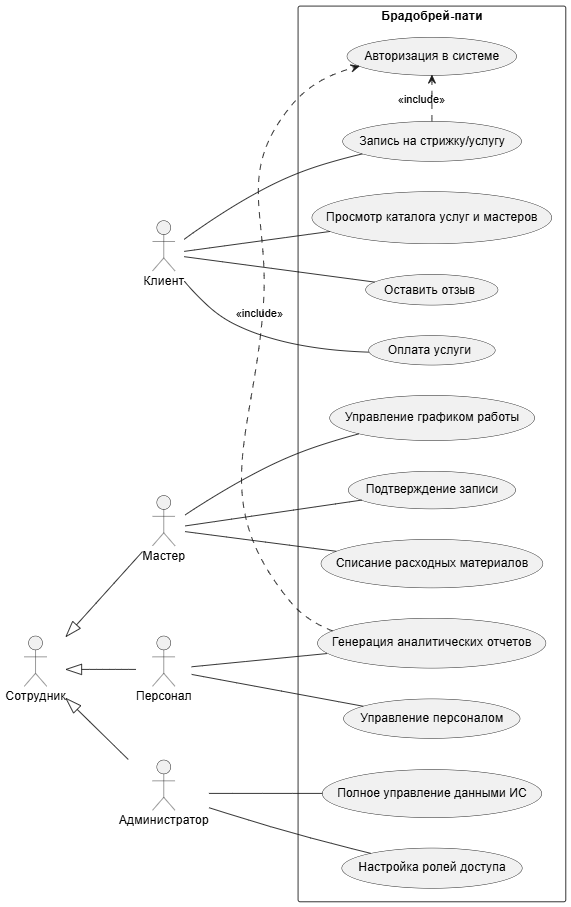 Брадобрей-пати
Авторизация в системе
«include»
Запись на стрижку/услугу
Просмотр каталога услуг и мастеров
Клиент
Оставить отзыв
«include»
Оплата услуги
Управление графиком работы
Подтверждение записи
Мастер
Списание расходных материалов
Генерация аналитических отчетов
Сотрудник
Персонал
Управление персоналом
Полное управление данными ИС
Администратор
Настройка ролей доступа